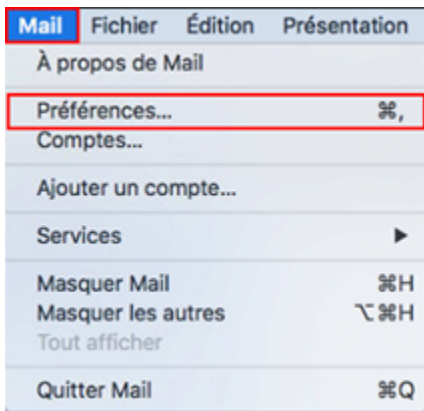 Mail Fichier Édition Présentation
À propos de Mail
Préférences... ⌘,
Comptes...
Ajouter un compte...
Services ▶
Masquer Mail ⌘H
Masquer les autres ⌥⌘H
Tout afficher
Quitter Mail ⌘Q